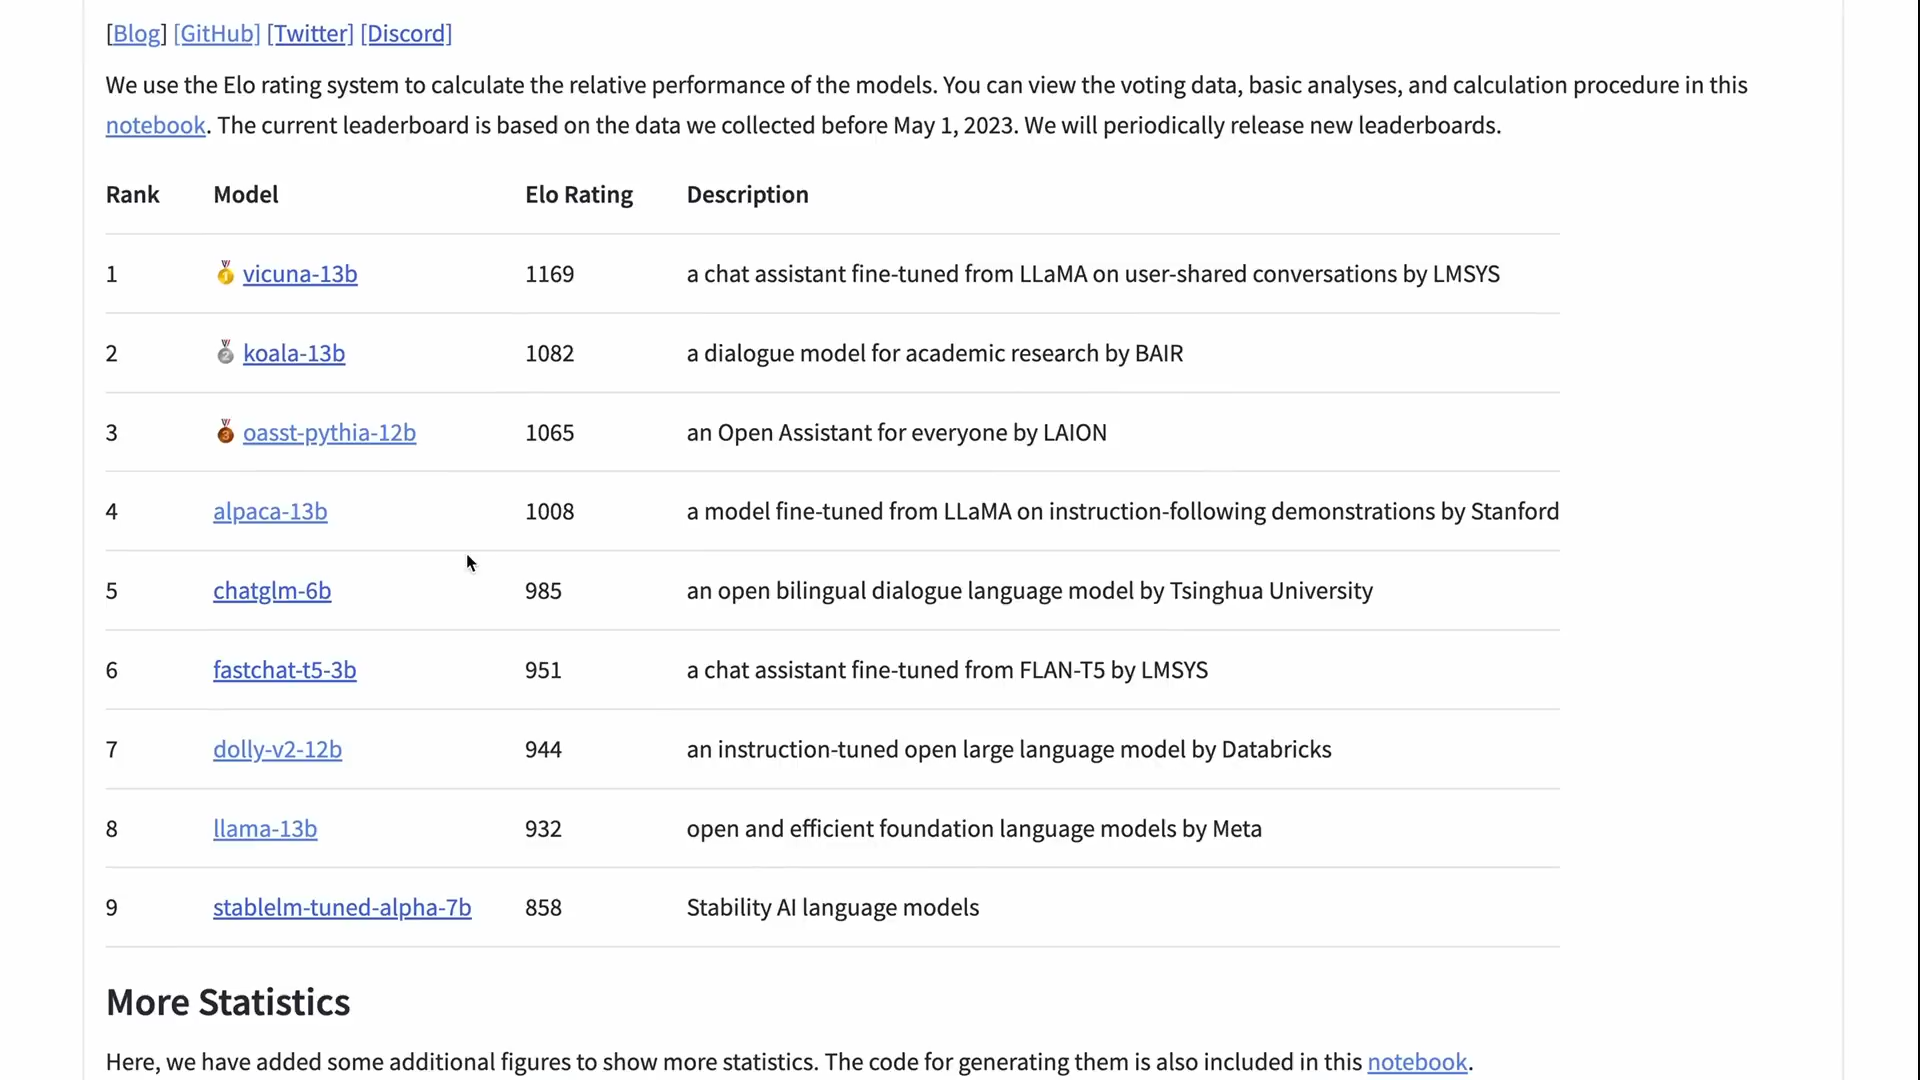 [Blog] [GitHub] [Twitter] [Discord]
We use the Elo rating system to calculate the relative performance of the models. You can view the voting data, basic analyses, and calculation procedure in this
notebook. The current leaderboard is based on the data we collected before May 1, 2023. We will periodically release new leaderboards.
Rank Model Elo Rating Description
1 🥇 vicuna-13b 1169 a chat assistant fine-tuned from LLaMA on user-shared conversations by LMSYS
2 🥈 koala-13b 1082 a dialogue model for academic research by BAIR
3 🥉 oasst-pythia-12b 1065 an Open Assistant for everyone by LAION
4 alpaca-13b 1008 a model fine-tuned from LLaMA on instruction-following demonstrations by Stanford
5 chatglm-6b 985 an open bilingual dialogue language model by Tsinghua University
6 fastchat-t5-3b 951 a chat assistant fine-tuned from FLAN-T5 by LMSYS
7 dolly-v2-12b 944 an instruction-tuned open large language model by Databricks
8 llama-13b 932 open and efficient foundation language models by Meta
9 stablelm-tuned-alpha-7b 858 Stability AI language models
More Statistics
Here, we have added some additional figures to show more statistics. The code for generating them is also included in this notebook.